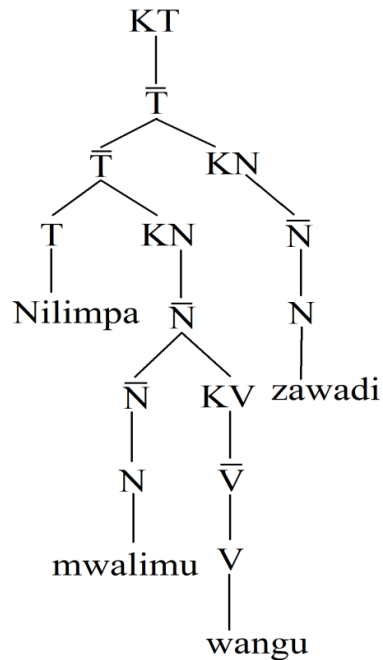 KT
T̿
T̿ KN
T KN N̿
Nilimpa N̿ N
N̿ KV zawadi
N V̿
mwalimu V
wangu